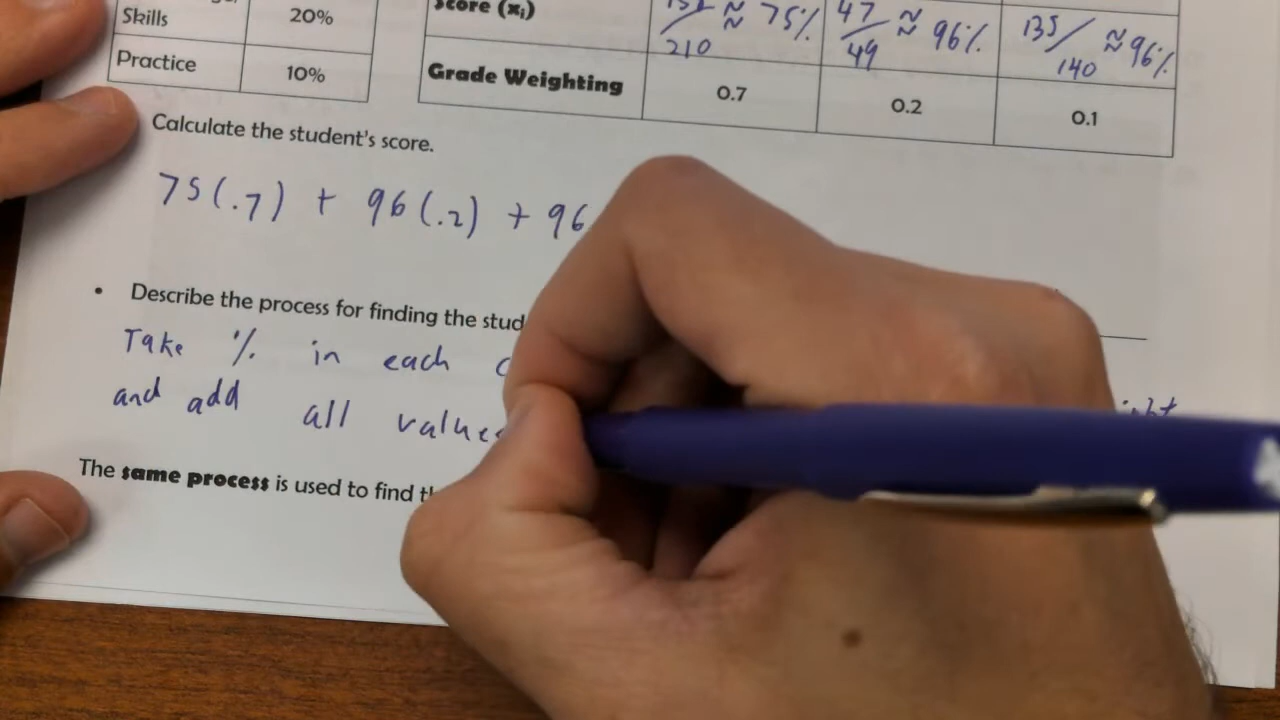 Skills 20%
Practice 10%
Score (xᵢ) /210 ≈ 75% 47/49 ≈ 96% 135/140 ≈ 96%
Grade Weighting 0.7 0.2 0.1
Calculate the student's score.
75(.7) + 96(.2) + 96
• Describe the process for finding the
Take % in each
and add all values
The same process is used to find